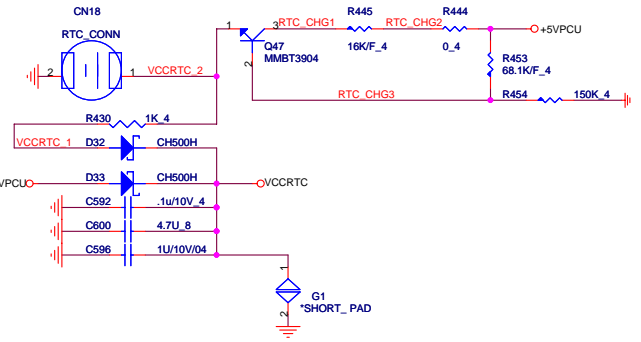 CN18
RTC_CONN
2
1
VCCRTC_2
1
3
RTC_CHG1
R445
RTC_CHG2
R444
+5VPCU
Q47
MMBT3904
2
16K/F_4
0_4
R453
68.1K/F_4
RTC_CHG3
R454
150K_4
R430
1K_4
VCCRTC_1
D32
CH500H
VPCU
D33
CH500H
VCCRTC
C592
.1u/10V_4
C600
4.7U_8
C596
1U/10V/04
1
G1
*SHORT_ PAD
2